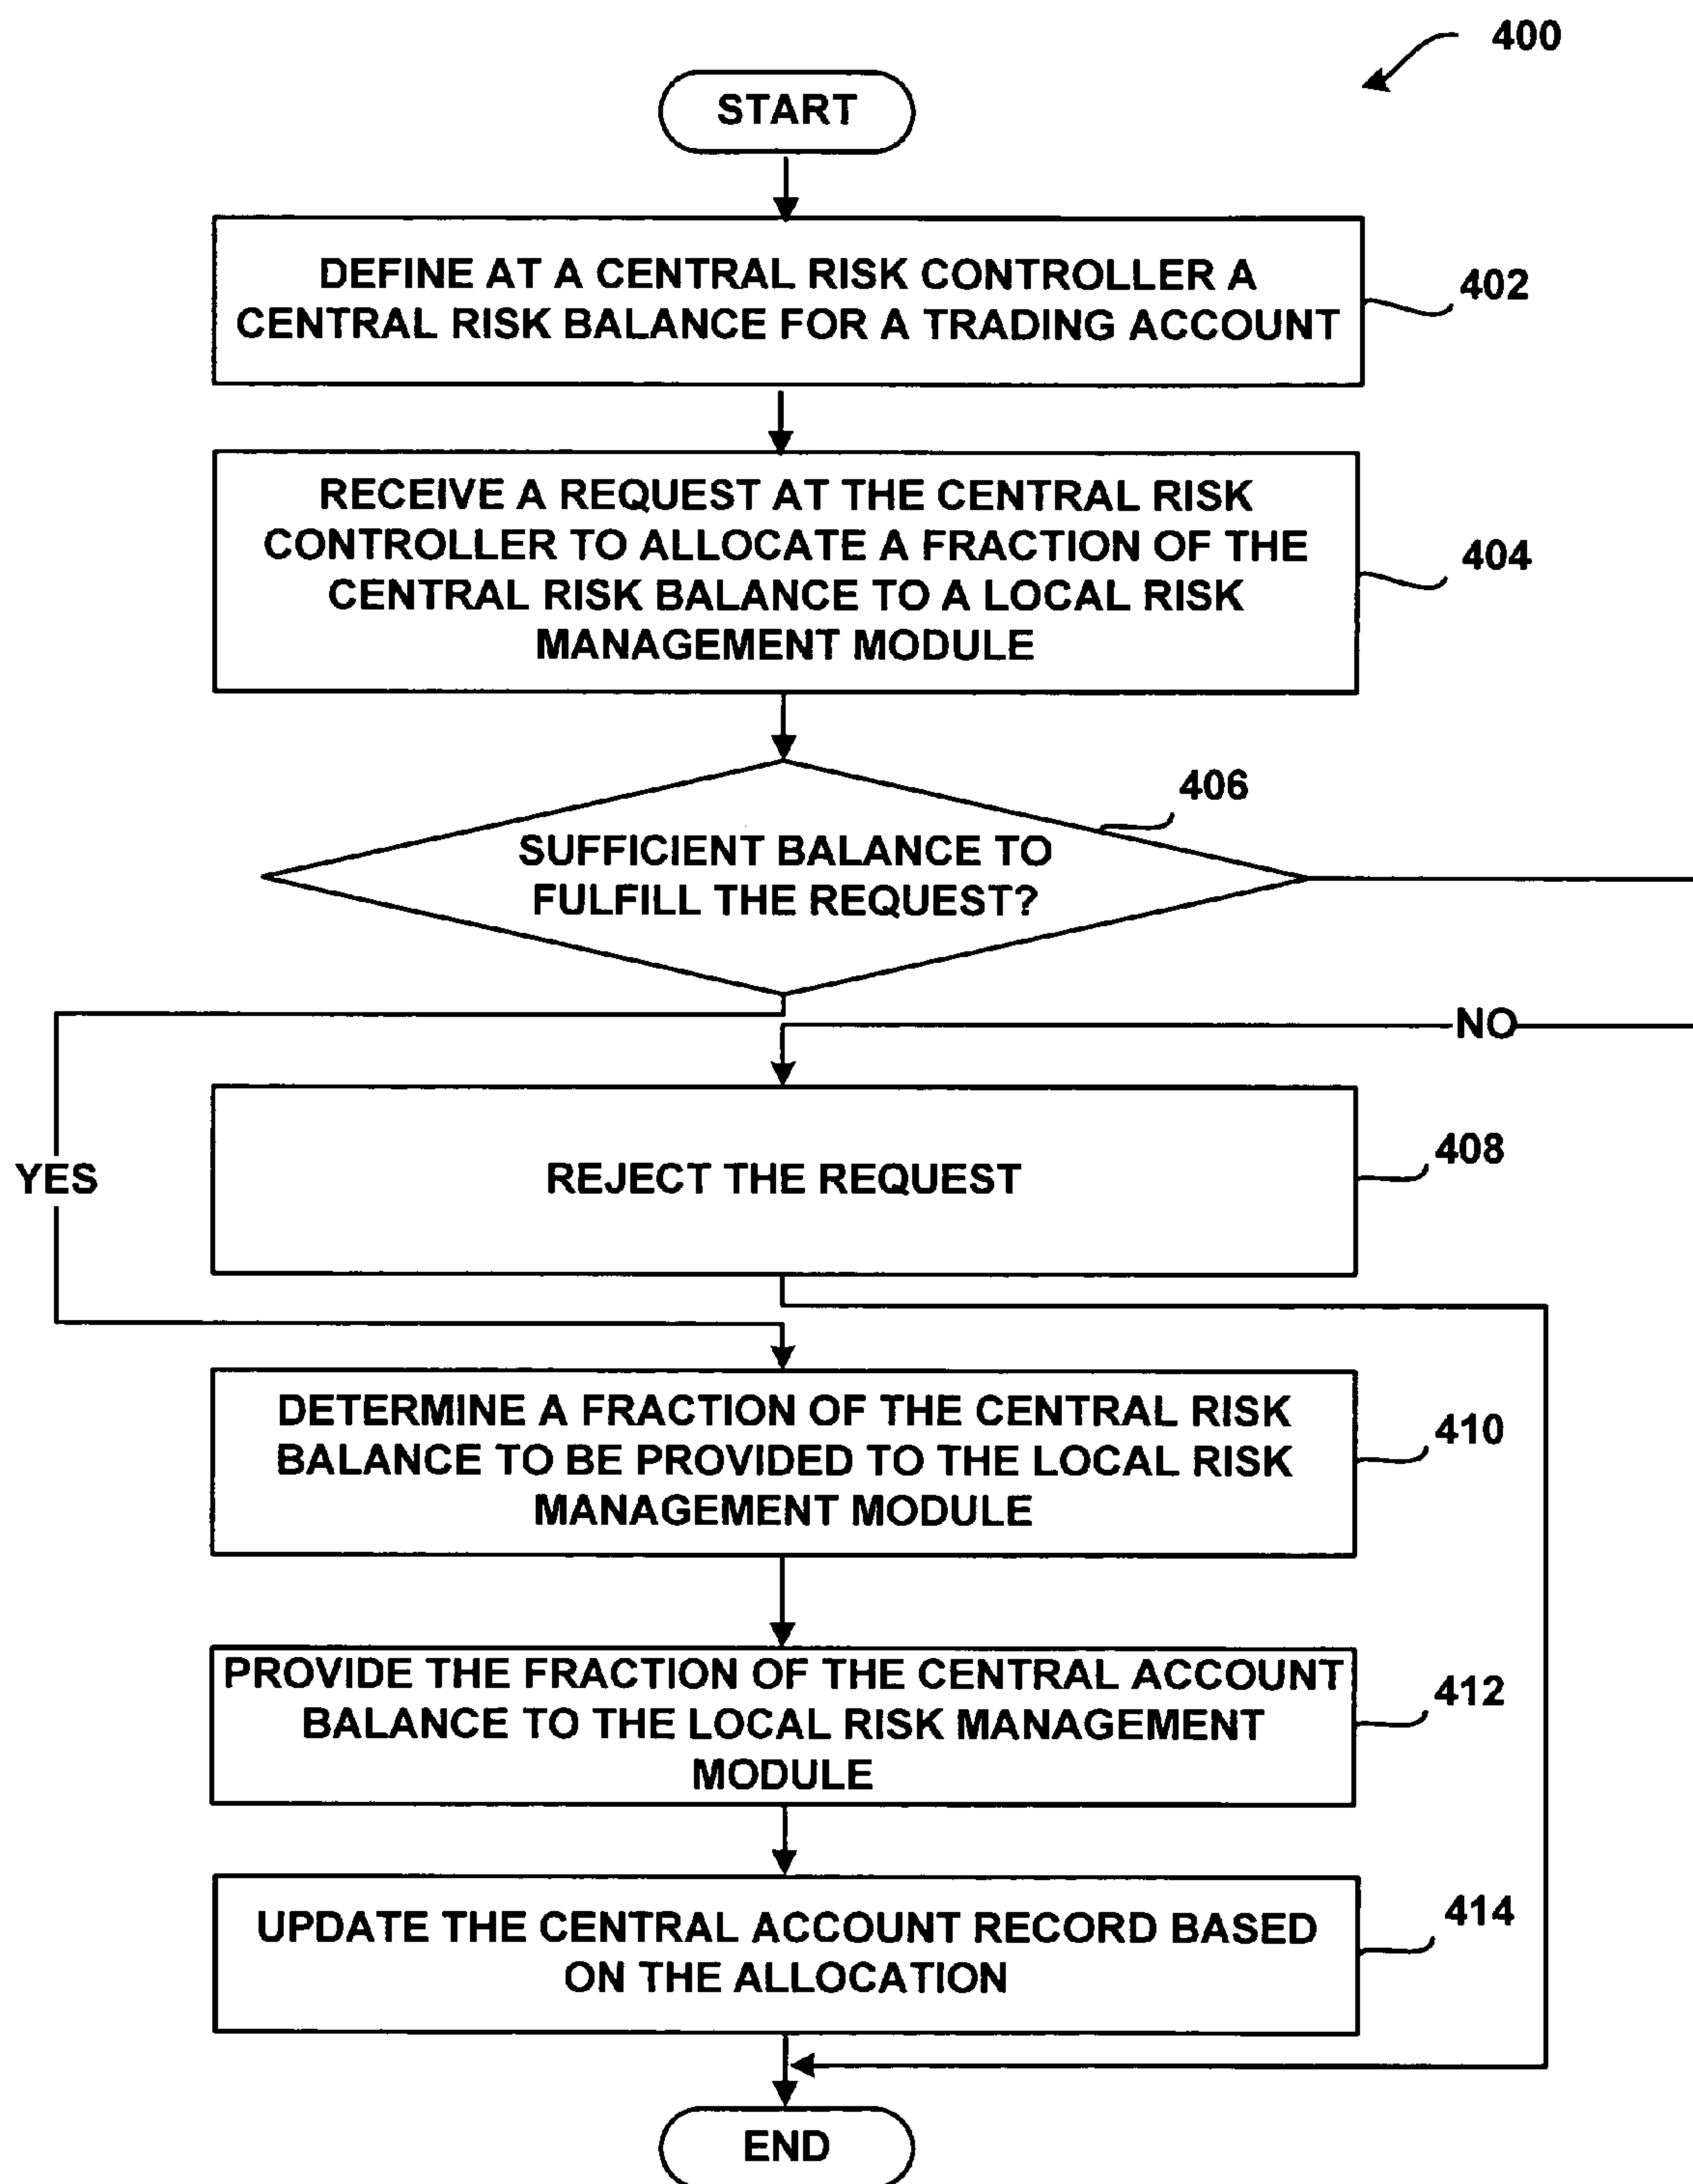 400
START
DEFINE AT A CENTRAL RISK CONTROLLER A
CENTRAL RISK BALANCE FOR A TRADING ACCOUNT
402
RECEIVE A REQUEST AT THE CENTRAL RISK
CONTROLLER TO ALLOCATE A FRACTION OF THE
CENTRAL RISK BALANCE TO A LOCAL RISK
MANAGEMENT MODULE
404
406
SUFFICIENT BALANCE TO
FULFILL THE REQUEST?
NO
YES
REJECT THE REQUEST
408
DETERMINE A FRACTION OF THE CENTRAL RISK
BALANCE TO BE PROVIDED TO THE LOCAL RISK
MANAGEMENT MODULE
410
PROVIDE THE FRACTION OF THE CENTRAL ACCOUNT
BALANCE TO THE LOCAL RISK MANAGEMENT
MODULE
412
UPDATE THE CENTRAL ACCOUNT RECORD BASED
ON THE ALLOCATION
414
END